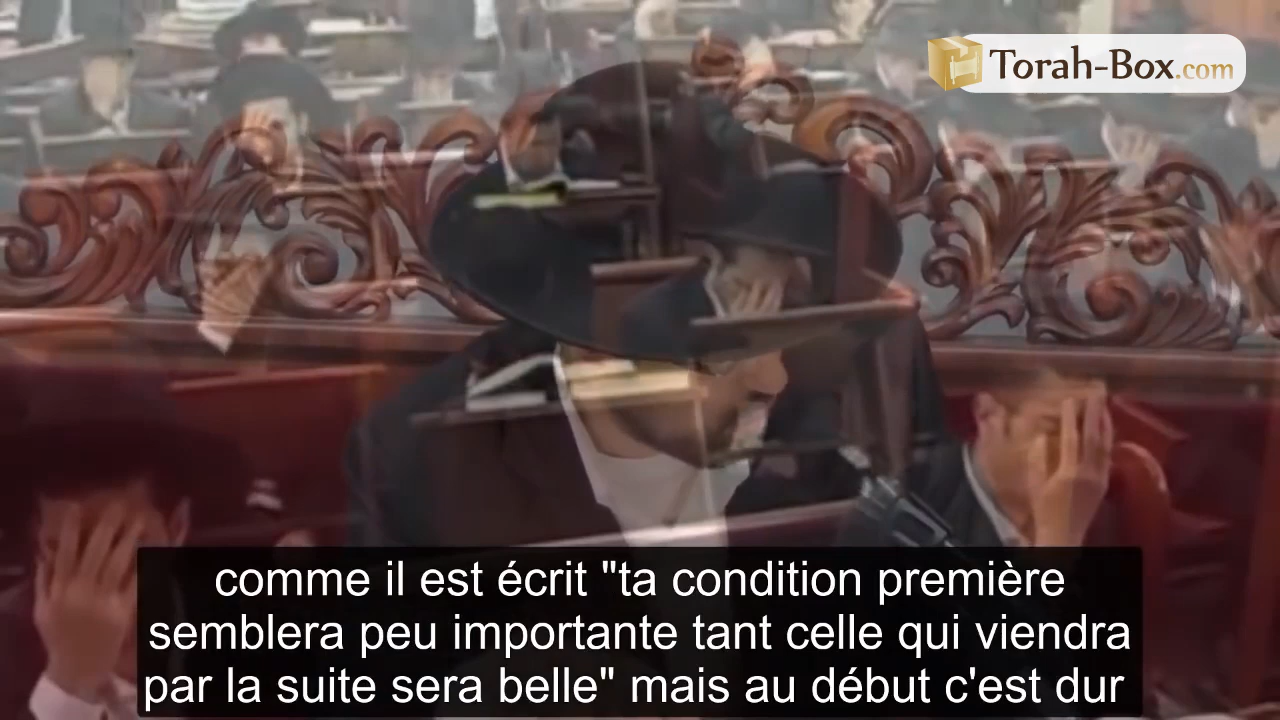 Torah-Box.com
comme il est écrit "ta condition première
semblera peu importante tant celle qui viendra
par la suite sera belle" mais au début c'est dur